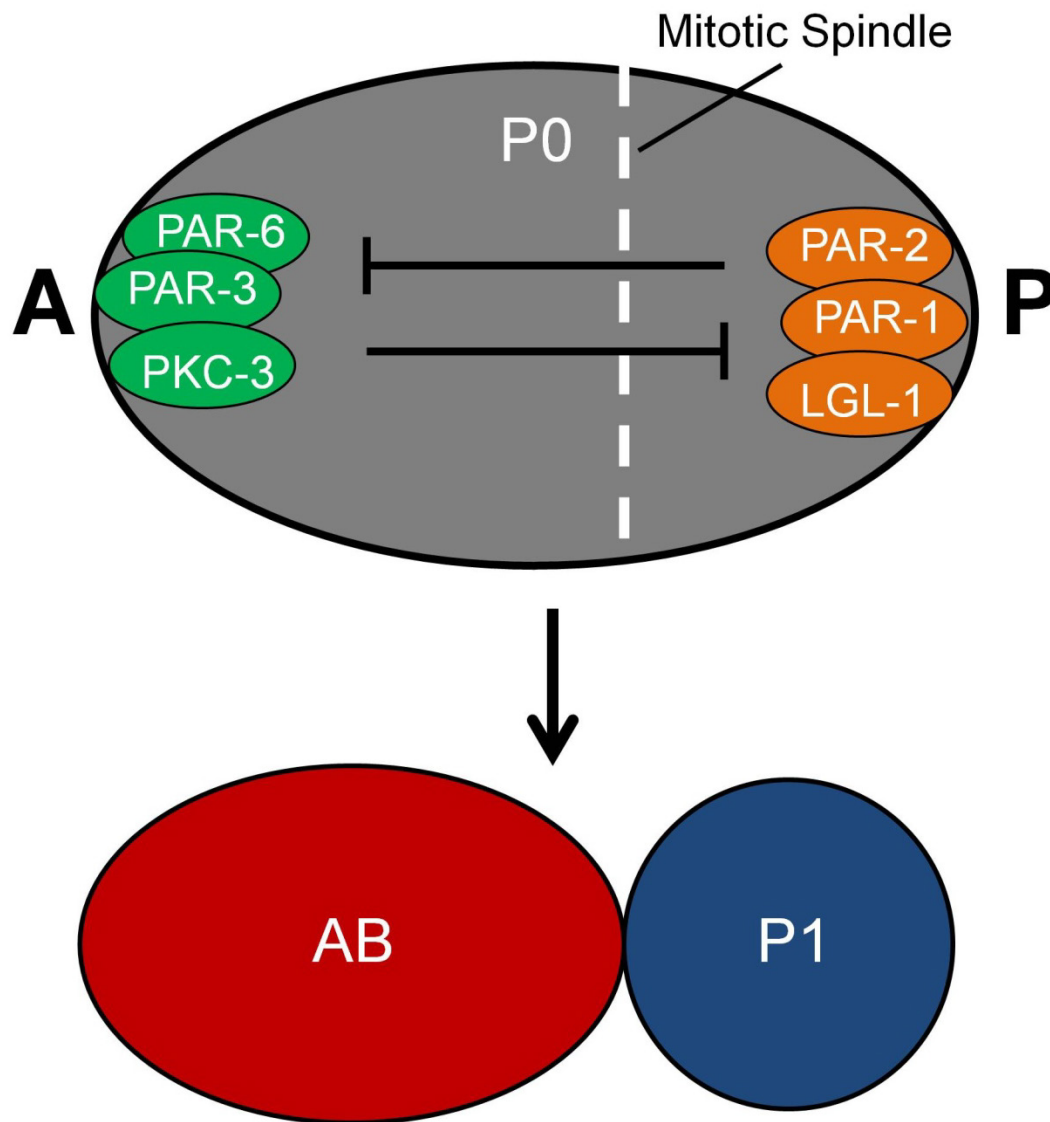 Mitotic Spindle
P0
PAR-6
PAR-3
PKC-3
A
PAR-2
PAR-1
LGL-1
P
AB
P1